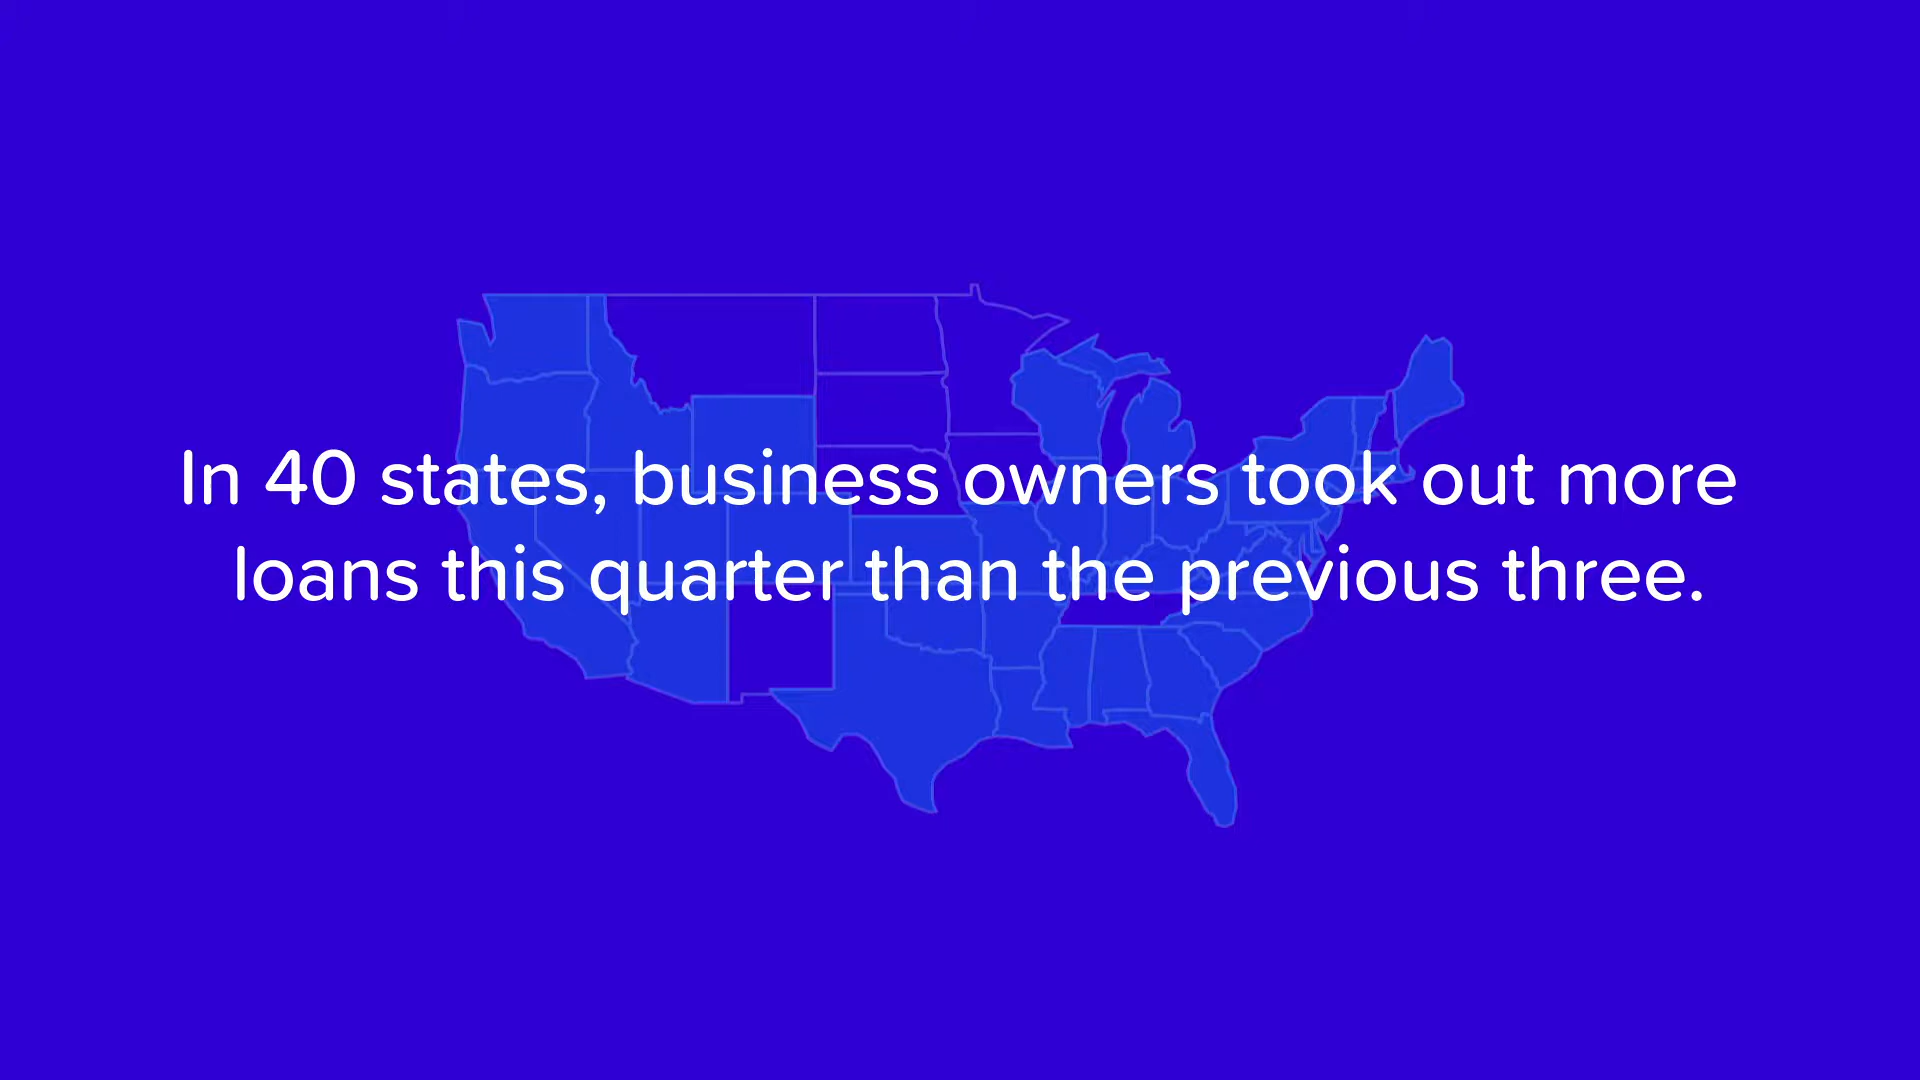 In 40 states, business owners took out more
loans this quarter than the previous three.